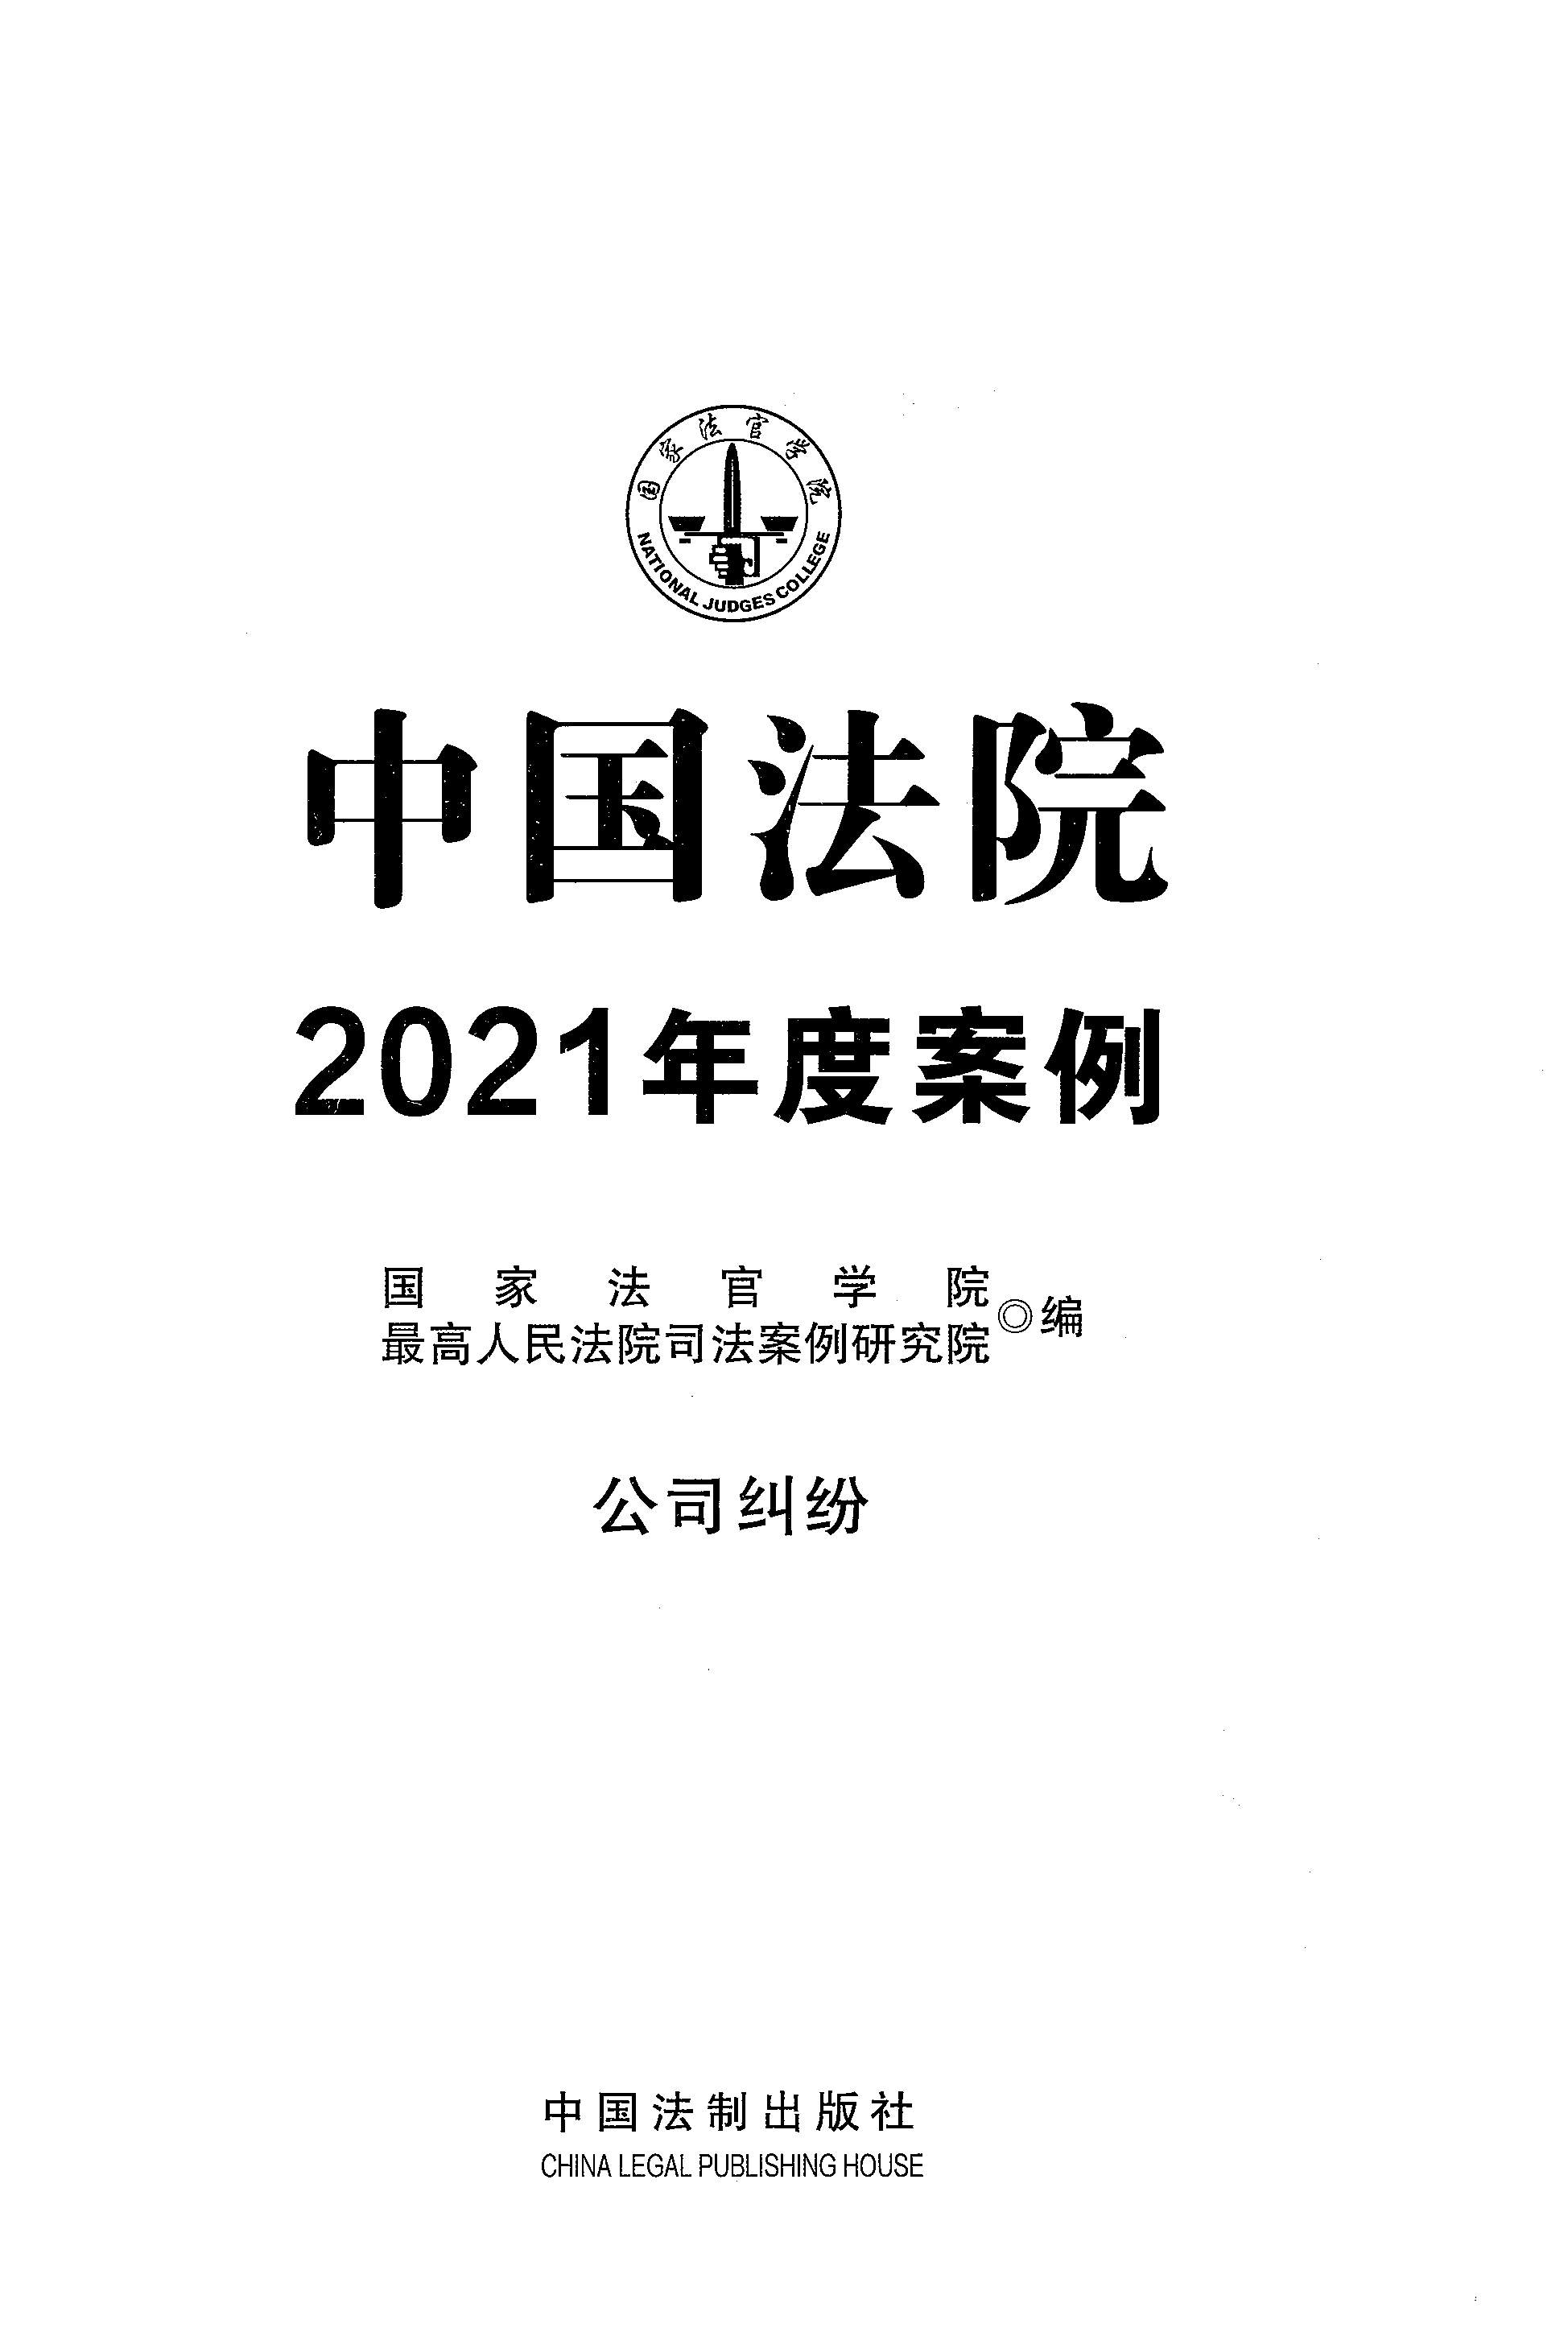 国家法官学院
NATIONAL JUDGES COLLEGE
中国法院
2021年度案例
国家法官学院
最高人民法院司法案例研究院
◎编
公司纠纷
中国法制出版社
CHINA LEGAL PUBLISHING HOUSE